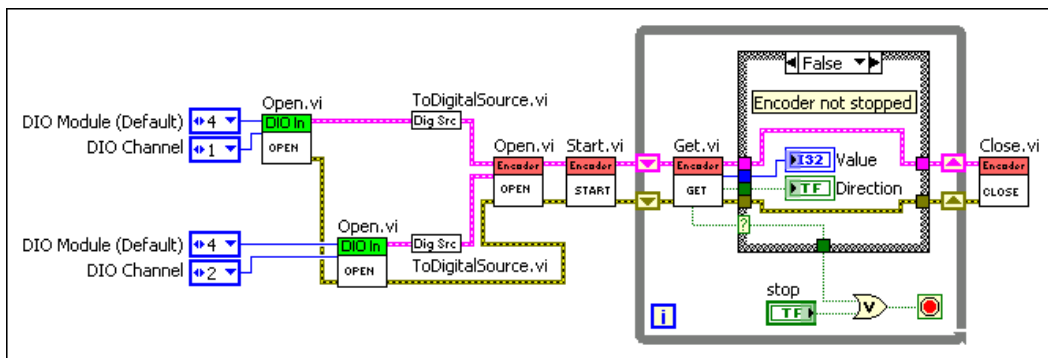 False
Encoder not stopped
Open.vi
ToDigitalSource.vi
DIO Module (Default) 4
DIO In
Dig Src
DIO Channel 1
OPEN
Open.vi Start.vi Get.vi Close.vi
Encoder Encoder Encoder Encoder
I32 Value
OPEN START GET CLOSE
TF Direction
Open.vi
?
DIO Module (Default) 4
DIO In
Dig Src
DIO Channel 2
OPEN
ToDigitalSource.vi
stop
i
TF
V